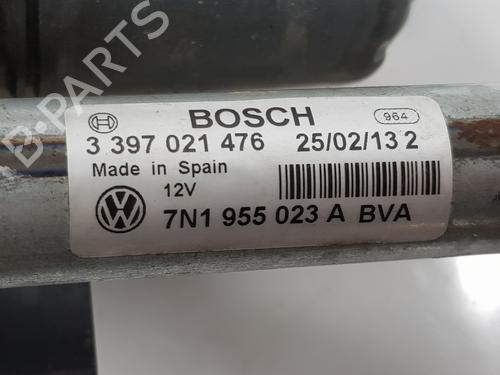 BOSCH 964
3 397 021 476 25/02/13 2
Made in Spain
12V
7N1 955 023 A BVA
B-PARTS